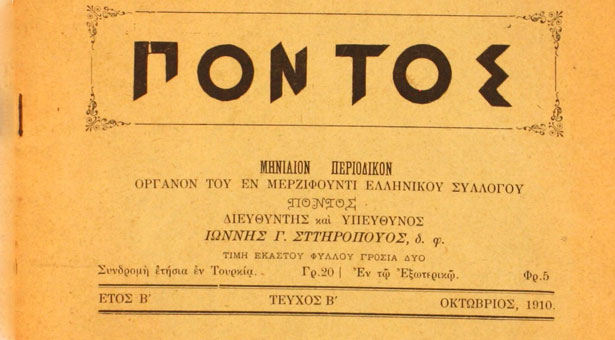 ΠΟΝΤΟΣ
ΜΗΝΙΑΙΟΝ ΠΕΡΙΟΔΙΚΟΝ
ΟΡΓΑΝΟΝ ΤΟΥ ΕΝ ΜΕΡΖΙΦΟΥΝΤΙ ΕΛΛΗΝΙΚΟΥ ΣΥΛΛΟΓΟΥ
ΠΟΝΤΟΣ
ΔΙΕΥΘΥΝΤΗΣ καὶ ΥΠΕΥΘΥΝΟΣ
ΙΩΝΝΗΣ Γ. ΣΤΤΗΡΟΠΟΥΟΣ, δ. φ.
ΤΙΜΗ ΕΚΑΣΤΟΥ ΦΥΛΛΟΥ ΓΡΟΣΙΑ ΔΥΟ
Συνδρομὴ ἐτήσια ἐν Τουρκίᾳ. Γρ.20 | Ἐν τῷ Ἐξωτερικῷ. Φρ.5
ΕΤΟΣ Β΄ ΤΕΥΧΟΣ Β΄ ΟΚΤΩΒΡΙΟΣ, 1910.